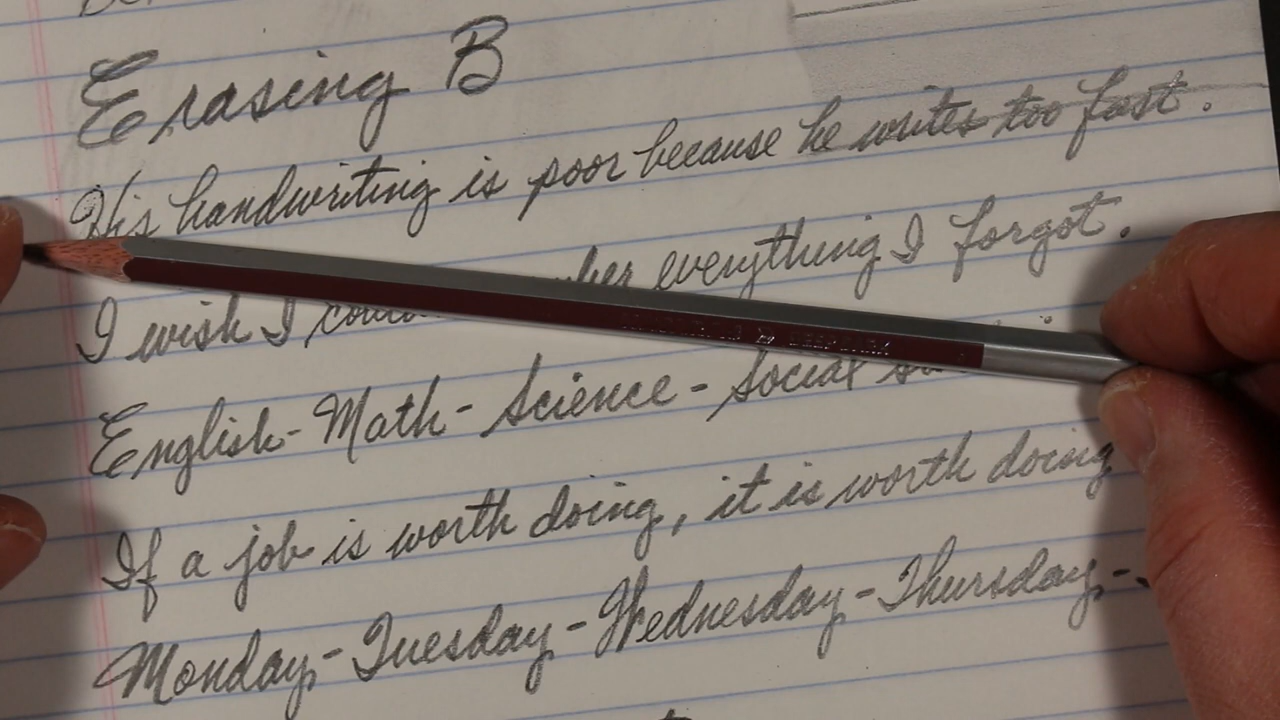 Erasing B
His handwriting is poor because he writes too fast.
I wish I everything I forgot.
English - Math - Science - Social
If a job is worth doing, it is worth doing
Monday - Tuesday - Wednesday - Thursday -